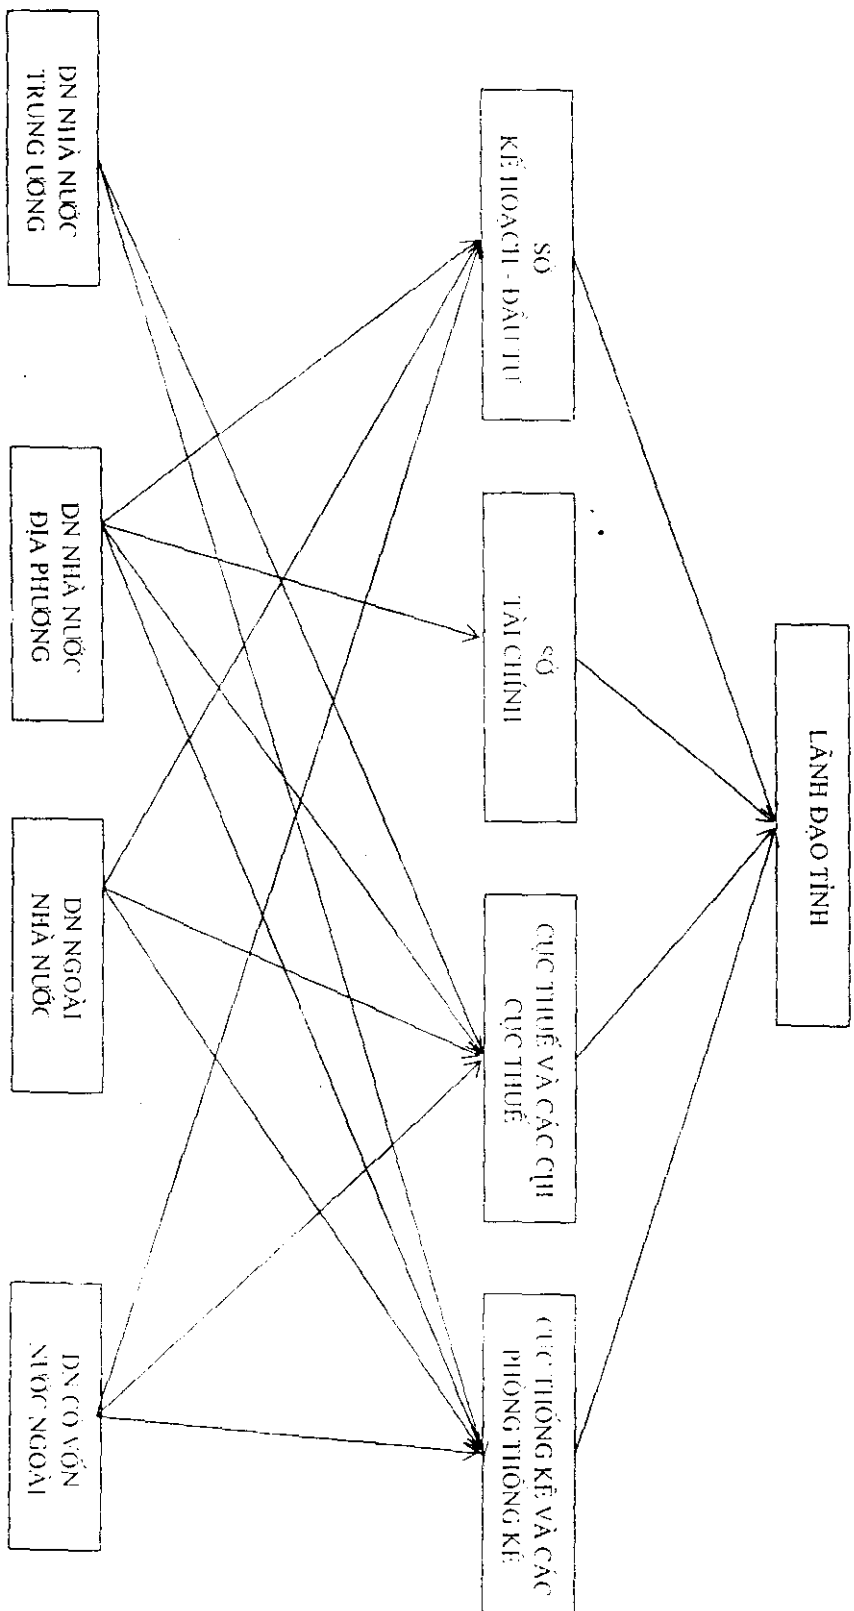 LÃNH ĐẠO TỈNH
SỞ
KẾ HOẠCH - ĐẦU TƯ
SỞ
TÀI CHÍNH
CỤC THUẾ VÀ CÁC CHI
CỤC THUẾ
CỤC THỐNG KÊ VÀ CÁC
PHÒNG THỐNG KÊ
DN NHÀ NƯỚC
TRUNG ƯƠNG
DN NHÀ NƯỚC
ĐỊA PHƯƠNG
DN NGOÀI
NHÀ NƯỚC
DN CÓ VỐN
NƯỚC NGOÀI